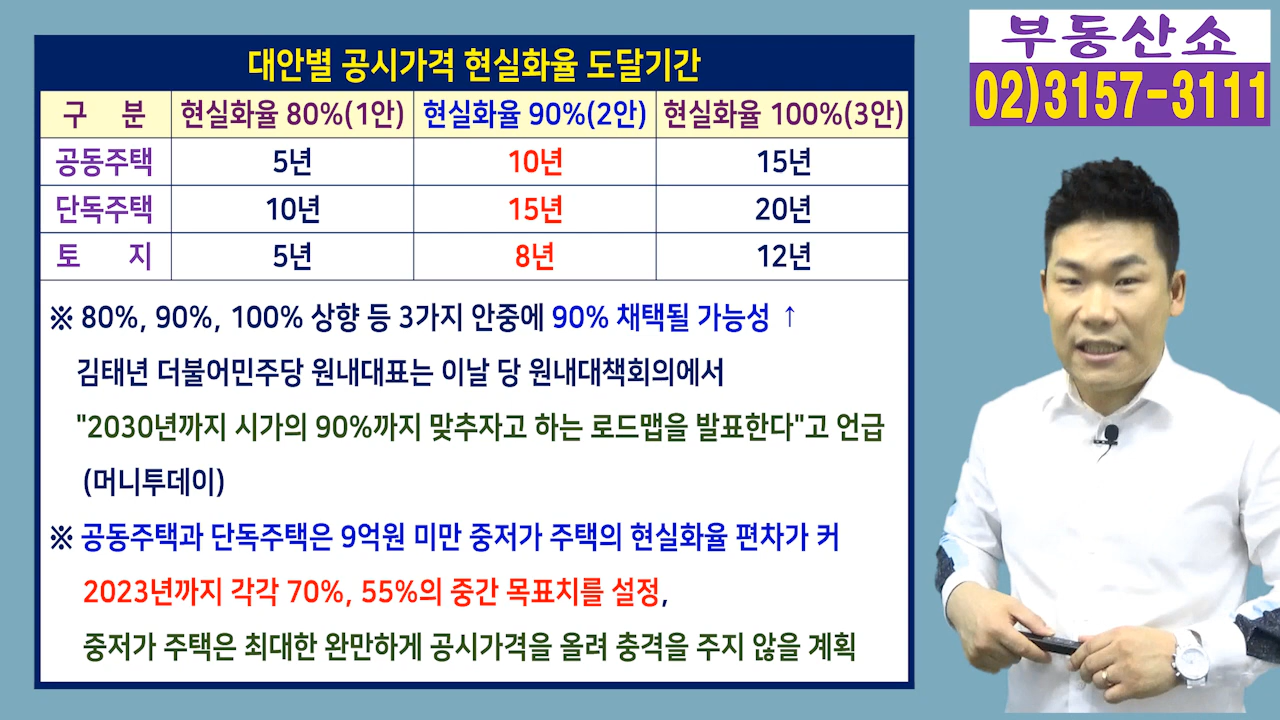 부동산쇼
02)3157-3111
대안별 공시가격 현실화율 도달기간
구 분 현실화율 80%(1안) 현실화율 90%(2안) 현실화율 100%(3안)
공동주택 5년 10년 15년
단독주택 10년 15년 20년
토 지 5년 8년 12년
※ 80%, 90%, 100% 상향 등 3가지 안중에 90% 채택될 가능성 ↑
김태년 더불어민주당 원내대표는 이날 당 원내대책회의에서
"2030년까지 시가의 90%까지 맞추자고 하는 로드맵을 발표한다"고 언급
(머니투데이)
※ 공동주택과 단독주택은 9억원 미만 중저가 주택의 현실화율 편차가 커
2023년까지 각각 70%, 55%의 중간 목표치를 설정,
중저가 주택은 최대한 완만하게 공시가격을 올려 충격을 주지 않을 계획